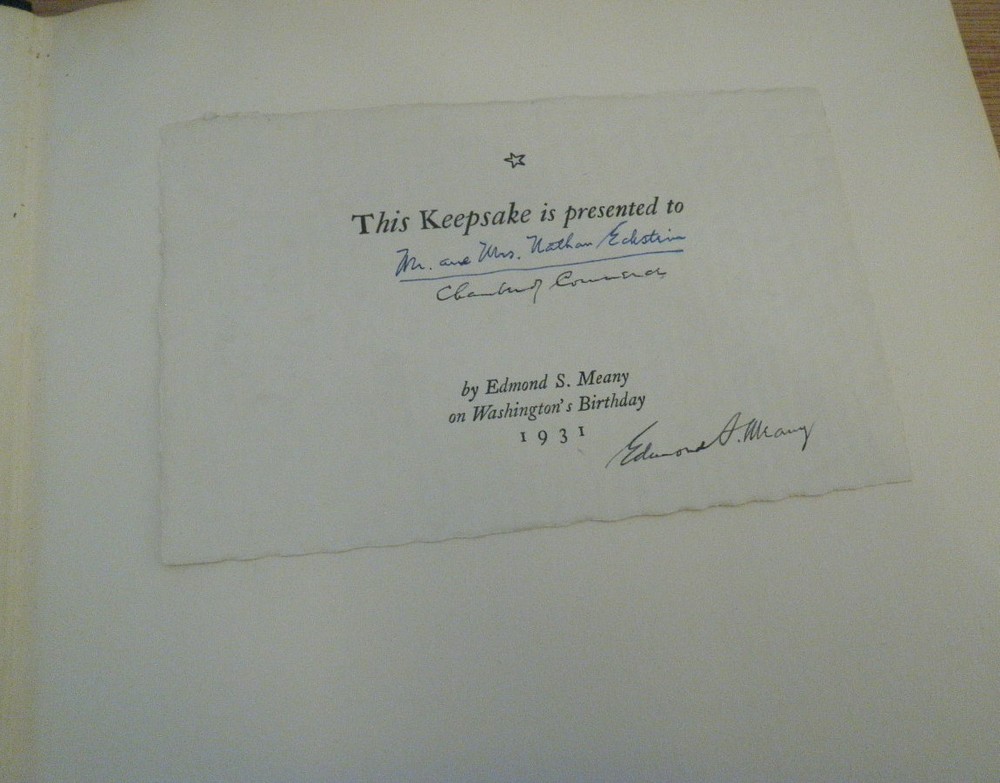 This Keepsake is presented to
Mr. and Mrs. Nathan Eckstein
Chamber of Commerce
by Edmond S. Meany
on Washington's Birthday
1931
Edmond S. Meany